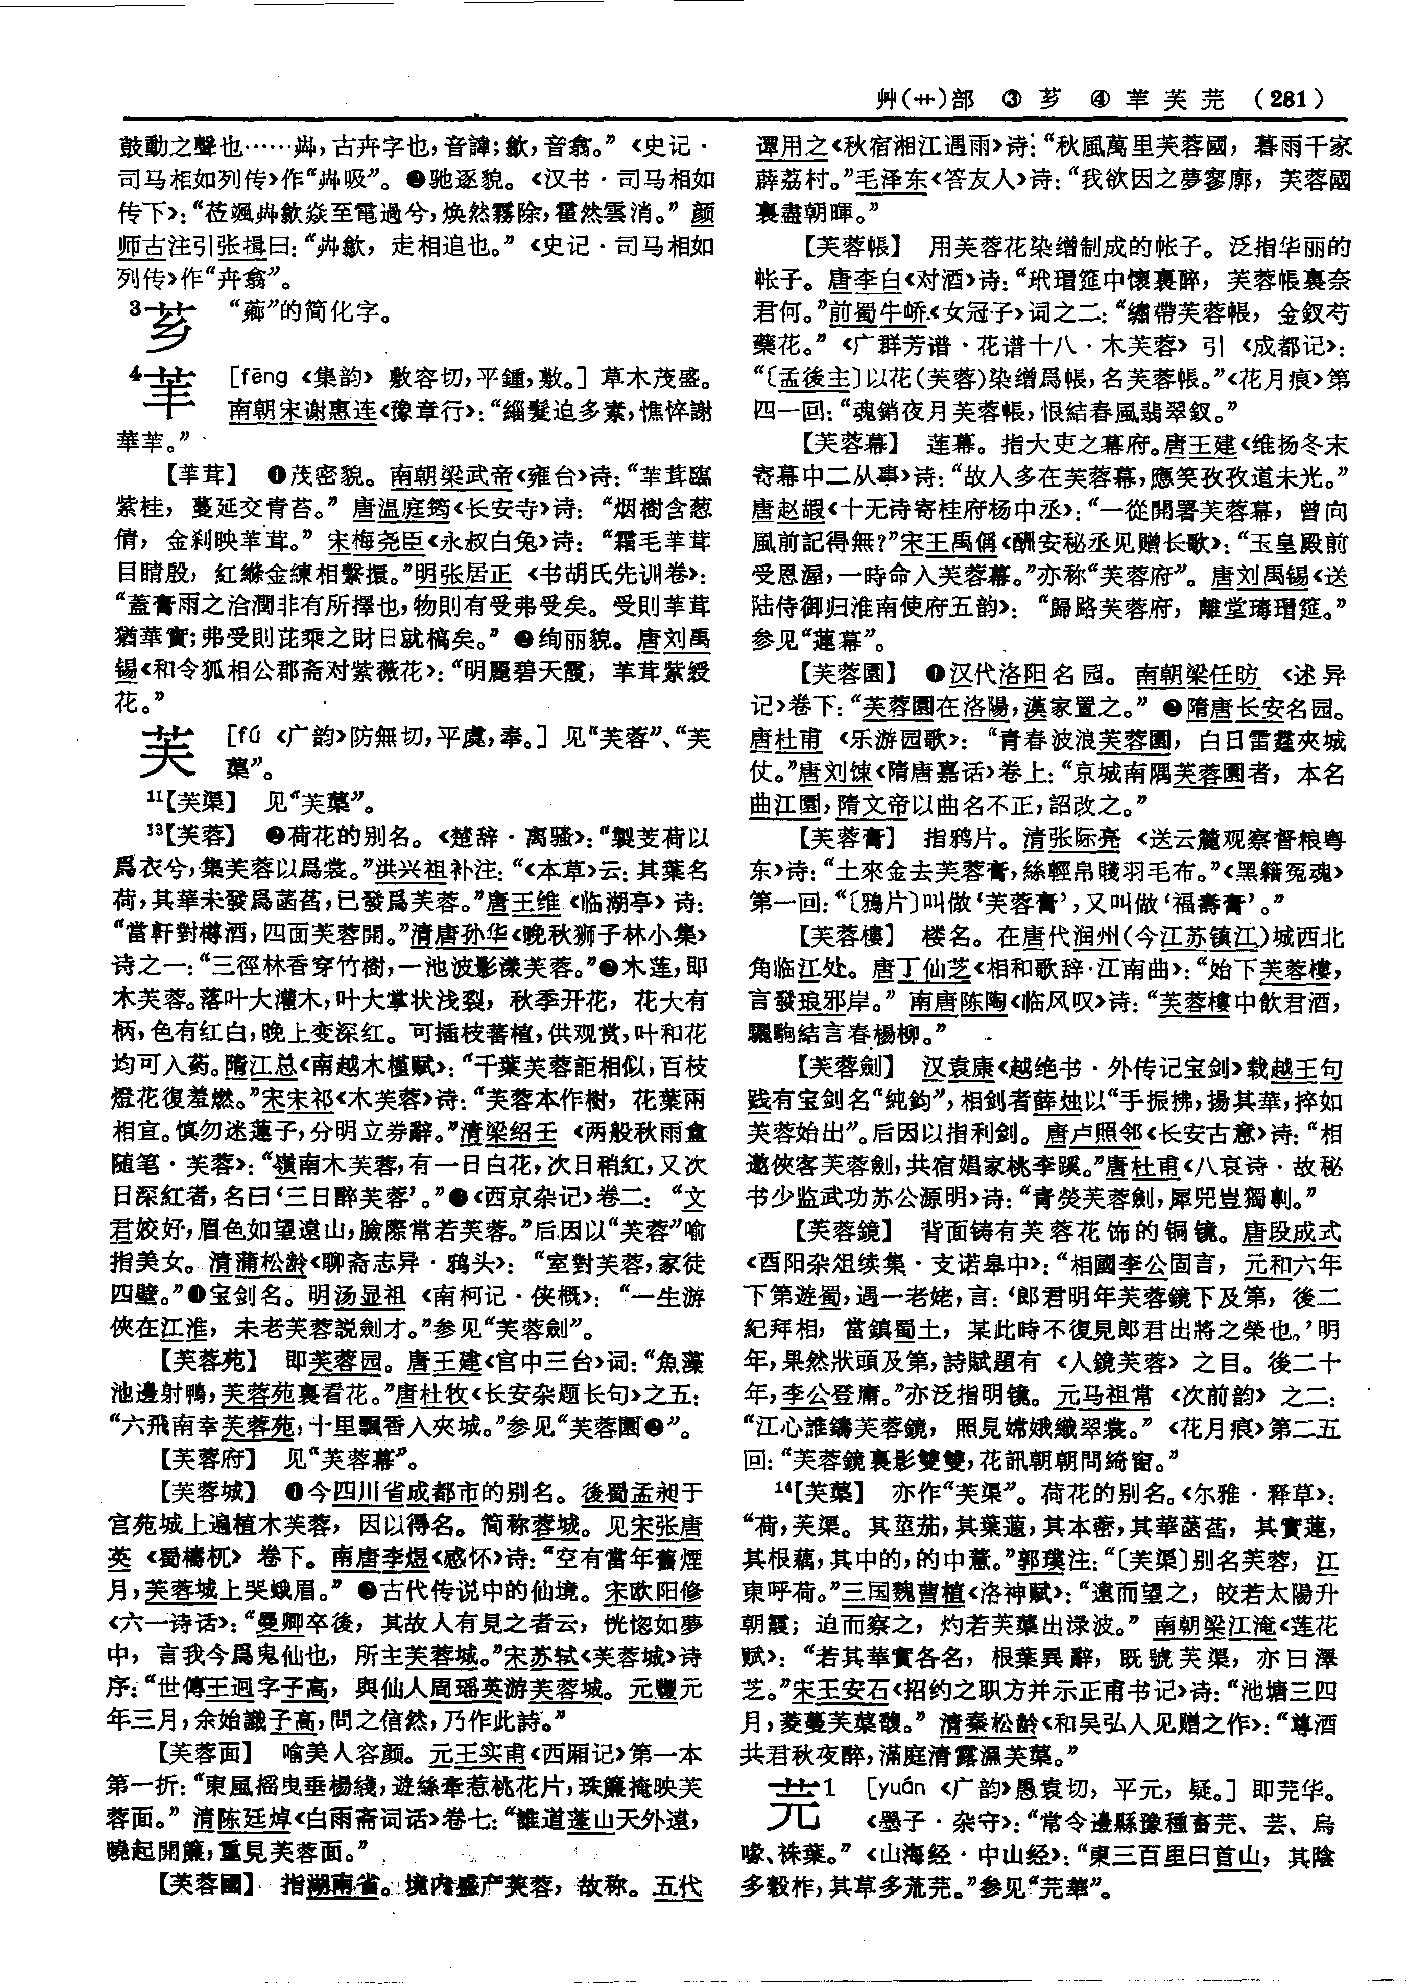 艸(艹)部 ③ 芗 ④ 䒠 芙 芫 (281)
鼓動之聲也……芔,古卉字也,音諱;歙,音翕。”《史记·
司马相如列传》作“芔吸”。❷驰逐貌。《汉书·司马相如
传下》:“莅颯芔歙焱至電過兮,焕然霧除,霍然雲消。”颜
师古注引张揖曰:“芔歙,走相追也。”《史记·司马相如
列传》作“卉翕”。
3芗 “薌”的简化字。
4䒠 [fēng《集韵》敷容切,平鍾,敷。]草木茂盛。
南朝宋谢惠连《豫章行》:“緇髮迫多素,憔悴謝
華䒠。”
【䒠茸】 ❶茂密貌。南朝梁武帝《雍台》诗:“䒠茸臨
紫桂,蔓延交青苔。”唐温庭筠《长安寺》诗:“烟樹含葱
倩,金刹映䒠茸。”宋梅尧臣《永叔白兔》诗:“霜毛䒠茸
目睛殷,紅縧金練相繫擐。”明张居正《书胡氏先训卷》:
“蓋膏雨之洽潤非有所擇也,物則有受弗受矣。受則䒠茸
猶華實;弗受則茈乘之財日就槁矣。”❷绚丽貌。唐刘禹
锡《和令狐相公郡斋对紫薇花》:“明麗碧天霞,䒠茸紫綬
花。”
芙 [fú《广韵》防無切,平虞,奉。]见“芙蓉”、“芙
蕖”。
11【芙渠】 见“芙蕖”。
13【芙蓉】 ❶荷花的别名。《楚辞·离骚》:“製芰荷以
爲衣兮,集芙蓉以爲裳。”洪兴祖补注:“《本草》云:其葉名
荷,其華未發爲菡萏,已發爲芙蓉。”唐王维《临湖亭》诗:
“當軒對樽酒,四面芙蓉開。”清唐孙华《晚秋狮子林小集》
诗之一:“三徑林香穿竹樹,一池波影漾芙蓉。”❷木莲,即
木芙蓉。落叶大灌木,叶大掌状浅裂,秋季开花,花大有
柄,色有红白,晚上变深红。可插枝蕃植,供观赏,叶和花
均可入药。隋江总《南越木槿赋》:“千葉芙蓉詎相似,百枝
燈花復羞燃。”宋宋祁《木芙蓉》诗:“芙蓉本作樹,花葉兩
相宜。慎勿迷蓮子,分明立券辭。”清梁绍壬《两般秋雨盦
随笔·芙蓉》:“嶺南木芙蓉,有一日白花,次日稍紅,又次
日深紅者,名曰‘三日醉芙蓉’。”❸《西京杂记》卷二:“文
君姣好,眉色如望遠山,臉際常若芙蓉。”后因以“芙蓉”喻
指美女。清蒲松龄《聊斋志异·鸦头》:“室對芙蓉,家徒
四壁。”❹宝剑名。明汤显祖《南柯记·侠概》:“一生游
俠在江淮,未老芙蓉説劍才。”参见“芙蓉劍”。
【芙蓉苑】 即芙蓉园。唐王建《宫中三台》词:“魚藻
池邊射鴨,芙蓉苑裏看花。”唐杜牧《长安杂题长句》之五:
“六飛南幸芙蓉苑,十里飄香入夾城。”参见“芙蓉園❷”。
【芙蓉府】 见“芙蓉幕”。
【芙蓉城】 ❶今四川省成都市的别名。後蜀孟昶于
宫苑城上遍植木芙蓉,因以得名。简称蓉城。见宋张唐
英《蜀檮杌》卷下。南唐李煜《感怀》诗:“空有當年舊煙
月,芙蓉城上哭蛾眉。”❷古代传说中的仙境。宋欧阳修
《六一诗话》:“曼卿卒後,其故人有見之者云,恍惚如夢
中,言我今爲鬼仙也,所主芙蓉城。”宋苏轼《芙蓉城》诗
序:“世傳王迥字子高,與仙人周瑶英游芙蓉城。元豐元
年三月,余始識子高,問之信然,乃作此詩。”
【芙蓉面】 喻美人容颜。元王实甫《西厢记》第一本
第一折:“東風摇曳垂楊綫,遊絲牽惹桃花片,珠簾掩映芙
蓉面。”清陈廷焯《白雨斋词话》卷七:“誰道蓬山天外遠,
曉起開簾,重見芙蓉面。”
【芙蓉國】 指湖南省。境内盛产芙蓉,故称。五代
谭用之《秋宿湘江遇雨》诗:“秋風萬里芙蓉國,暮雨千家
薜荔村。”毛泽东《答友人》诗:“我欲因之夢寥廓,芙蓉國
裏盡朝暉。”
【芙蓉帳】 用芙蓉花染缯制成的帐子。泛指华丽的
帐子。唐李白《对酒》诗:“玳瑁筵中懷裏醉,芙蓉帳裏奈
君何。”前蜀牛峤《女冠子》词之二:“繡帶芙蓉帳,金釵芍
藥花。”《广群芳谱·花谱十八·木芙蓉》引《成都记》:
“〔孟後主〕以花(芙蓉)染缯爲帳,名芙蓉帳。”《花月痕》第
四一回:“魂銷夜月芙蓉帳,恨結春風翡翠釵。”
【芙蓉幕】 莲幕。指大吏之幕府。唐王建《维扬冬末
寄幕中二从事》诗:“故人多在芙蓉幕,應笑孜孜道未光。”
唐赵嘏《十无诗寄桂府杨中丞》:“一從開署芙蓉幕,曾向
風前記得無?”宋王禹偁《酬安秘丞见赠长歌》:“玉皇殿前
受恩渥,一時命入芙蓉幕。”亦称“芙蓉府”。唐刘禹锡《送
陆侍御归淮南使府五韵》:“歸路芙蓉府,離堂瑇瑁筵。”
参见“蓮幕”。
【芙蓉園】 ❶汉代洛阳名园。南朝梁任昉《述异
记》卷下:“芙蓉園在洛陽,漢家置之。”❷隋唐长安名园。
唐杜甫《乐游园歌》:“青春波浪芙蓉園,白日雷霆夾城
仗。”唐刘餗《隋唐嘉话》卷上:“京城南隅芙蓉園者,本名
曲江園,隋文帝以曲名不正,詔改之。”
【芙蓉膏】 指鸦片。清张际亮《送云麓观察督粮粤
东》诗:“土來金去芙蓉膏,絲輕帛賤羽毛布。”《黑籍冤魂》
第一回:“〔鴉片〕叫做‘芙蓉膏’,又叫做‘福壽膏’。”
【芙蓉樓】 楼名。在唐代润州(今江苏镇江)城西北
角临江处。唐丁仙芝《相和歌辞·江南曲》:“始下芙蓉樓,
言發琅邪岸。”南唐陈陶《临风叹》诗:“芙蓉樓中飲君酒,
驪駒結言春楊柳。”
【芙蓉劍】 汉袁康《越绝书·外传记宝剑》载越王句
践有宝剑名“純鈞”,相剑者薛烛以“手振拂,揚其華,捽如
芙蓉始出”。后因以指利剑。唐卢照邻《长安古意》诗:“相
邀俠客芙蓉劍,共宿娼家桃李蹊。”唐杜甫《八哀诗·故秘
书少监武功苏公源明》诗:“青熒芙蓉劍,犀兕豈獨剸。”
【芙蓉鏡】 背面铸有芙蓉花饰的铜镜。唐段成式
《酉阳杂俎续集·支诺皋中》:“相國李公固言,元和六年
下第遊蜀,遇一老姥,言:‘郎君明年芙蓉鏡下及第,後二
紀拜相,當鎮蜀土,某此時不復見郎君出將之榮也。’明
年,果然狀頭及第,詩賦題有《人鏡芙蓉》之目。後二十
年,李公登庸。”亦泛指明镜。元马祖常《次前韵》之二:
“江心誰鑄芙蓉鏡,照見嫦娥織翠裳。”《花月痕》第二五
回:“芙蓉鏡裏影雙雙,花訊朝朝問綺窗。”
14【芙蕖】 亦作“芙渠”。荷花的别名。《尔雅·释草》:
“荷,芙渠。其莖茄,其葉蕸,其本蔤,其華菡萏,其實蓮,
其根藕,其中的,的中薏。”郭璞注:“〔芙渠〕别名芙蓉,江
東呼荷。”三国魏曹植《洛神赋》:“遠而望之,皎若太陽升
朝霞;迫而察之,灼若芙蕖出渌波。”南朝梁江淹《莲花
赋》:“若其華實各名,根葉異辭,既號芙渠,亦曰澤
芝。”宋王安石《招约之职方并示正甫书记》诗:“池塘三四
月,菱蔓芙蕖馥。”清秦松龄《和吴弘人见赠之作》:“尊酒
共君秋夜醉,滿庭清露濕芙蕖。”
芫1 [yuán《广韵》愚袁切,平元,疑。]即芫华。
《墨子·杂守》:“常令邊縣豫種畜芫、芸、烏
喙、袾葉。”《山海经·中山经》:“東三百里曰首山,其陰
多榖柞,其草多荒芫。”参见“芫華”。